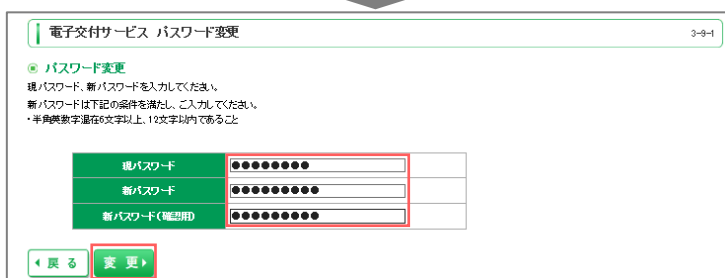 電子交付サービス パスワード変更
3-9-1
パスワード変更
現パスワード、新パスワードを入力してください。
新パスワードは下記の条件を満たし、ご入力してください。
・半角英数字混在6文字以上、12文字以内であること
現パスワード ●●●●●●●●
新パスワード ●●●●●●●●●
新パスワード(確認用) ●●●●●●●●●
戻 る 変 更